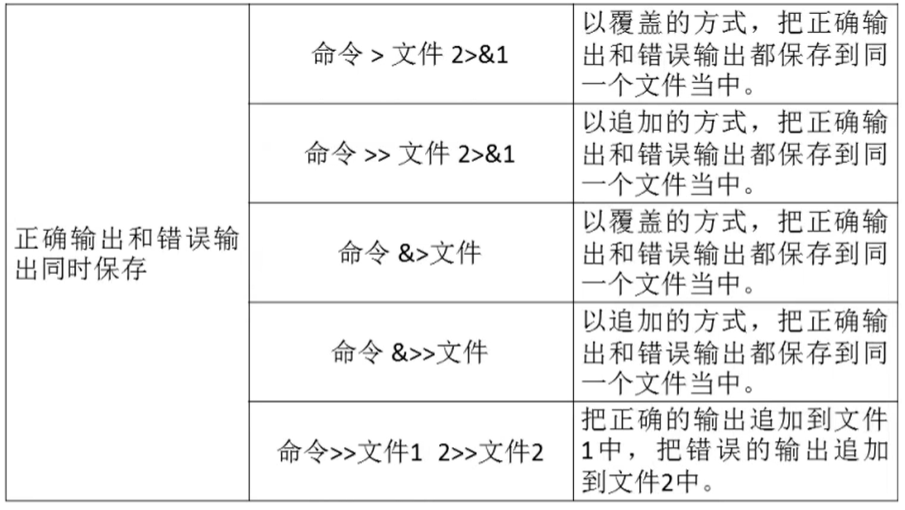 正确输出和错误输
出同时保存
命令 > 文件 2>&1
以覆盖的方式，把正确输
出和错误输出都保存到同
一个文件当中。
命令 >> 文件 2>&1
以追加的方式，把正确输
出和错误输出都保存到同
一个文件当中。
命令 &>文件
以覆盖的方式，把正确输
出和错误输出都保存到同
一个文件当中。
命令 &>>文件
以追加的方式，把正确输
出和错误输出都保存到同
一个文件当中。
命令>>文件1 2>>文件2
把正确的输出追加到文件
1中，把错误的输出追加
到文件2中。